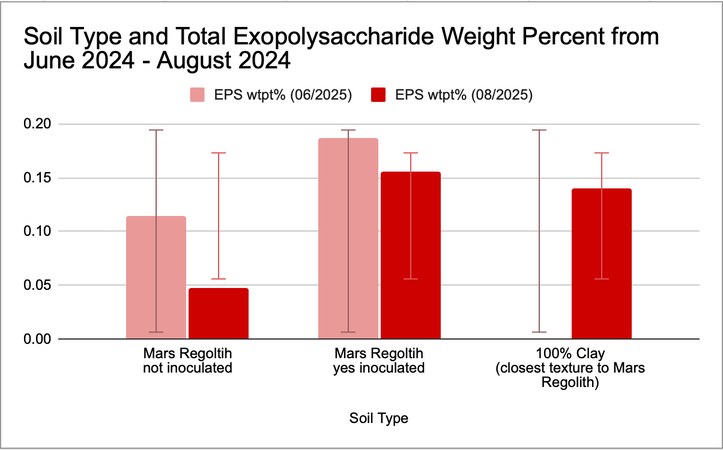 Soil Type and Total Exopolysaccharide Weight Percent from
June 2024 - August 2024
EPS wtpt% (06/2025)
EPS wtpt% (08/2025)
0.20
0.15
0.10
0.05
0.00
Mars Regoltih
not inoculated
Mars Regoltih
yes inoculated
100% Clay
(closest texture to Mars
Regolith)
Soil Type